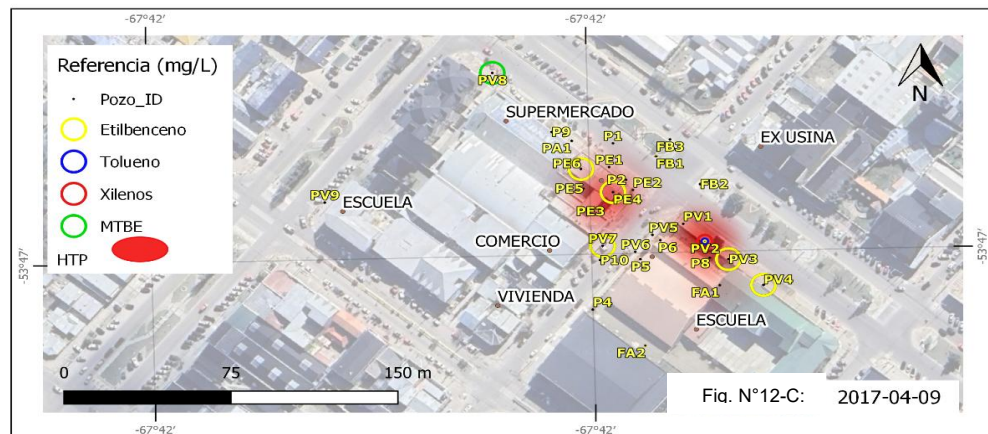 -67°42'
-67°42'
Referencia (mg/L)
Pozo_ID
Etilbenceno
Tolueno
Xilenos
MTBE
HTP
PV8
N
SUPERMERCADO
P9
P1
PA1
FB3
EX USINA
PE6
PE1
FB1
PE5
P2
PE2
FB2
PE4
PV9
ESCUELA
PE3
PV1
PV5
COMERCIO
PV7
PV6
P6
PV2
P10
P5
P8
PV3
-53°47'
-53°47'
PV4
FA1
VIVIENDA
P4
ESCUELA
FA2
0
75
150 m
Fig. N°12-C:
2017-04-09
-67°42'
-67°42'